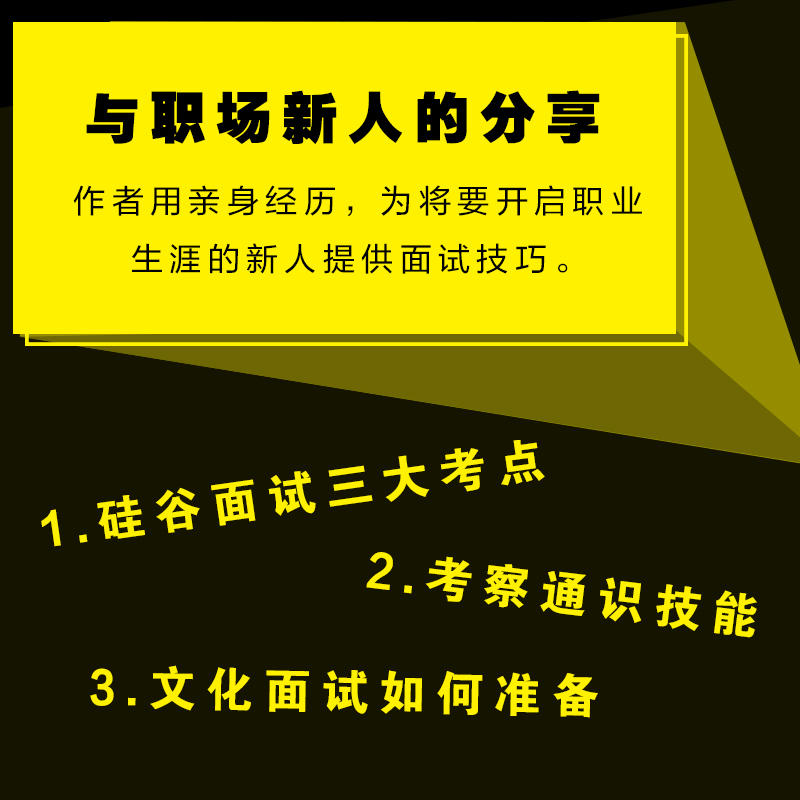 与职场新人的分享
作者用亲身经历，为将要开启职业
生涯的新人提供面试技巧。
1.硅谷面试三大考点
2.考察通识技能
3.文化面试如何准备